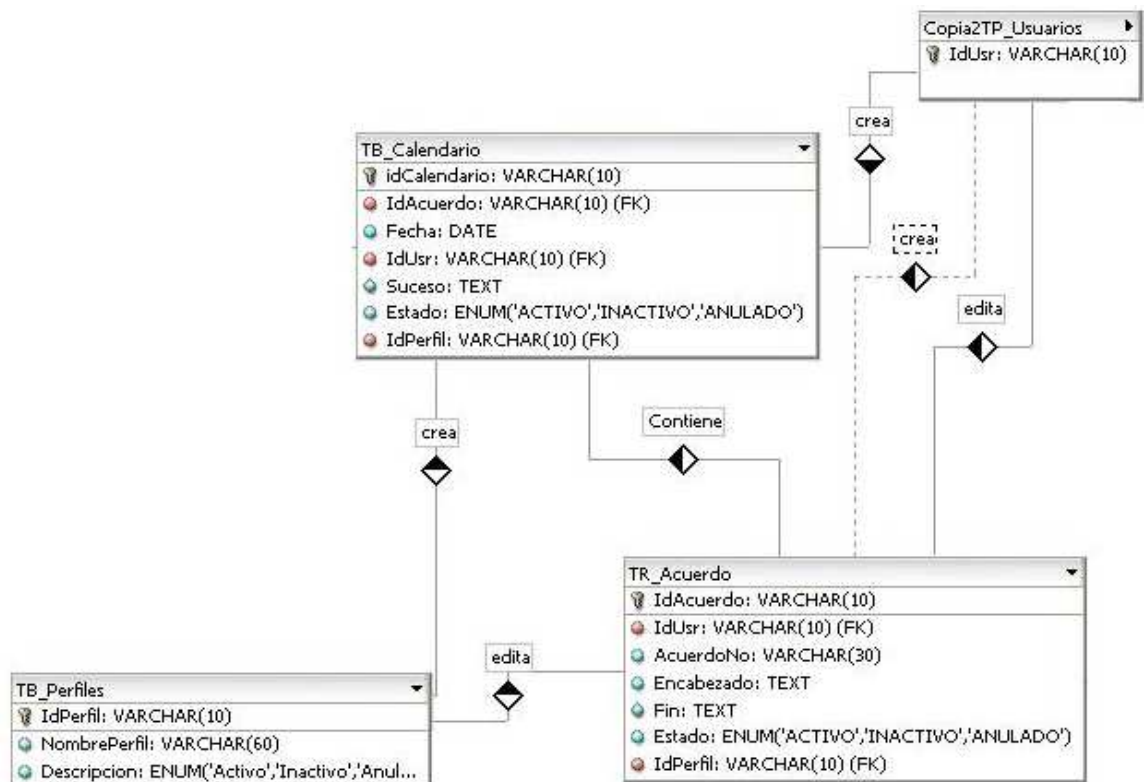 Copia2TP_Usuarios
IdUsr: VARCHAR(10)
crea
TB_Calendario
idCalendario: VARCHAR(10)
IdAcuerdo: VARCHAR(10) (FK)
Fecha: DATE
IdUsr: VARCHAR(10) (FK)
Suceso: TEXT
Estado: ENUM('ACTIVO','INACTIVO','ANULADO')
IdPerfil: VARCHAR(10) (FK)
crea
edita
crea
Contiene
TR_Acuerdo
IdAcuerdo: VARCHAR(10)
IdUsr: VARCHAR(10) (FK)
AcuerdoNo: VARCHAR(30)
Encabezado: TEXT
Fin: TEXT
Estado: ENUM('ACTIVO','INACTIVO','ANULADO')
IdPerfil: VARCHAR(10) (FK)
edita
TB_Perfiles
IdPerfil: VARCHAR(10)
NombrePerfil: VARCHAR(60)
Descripcion: ENUM('Activo','Inactivo','Anul...